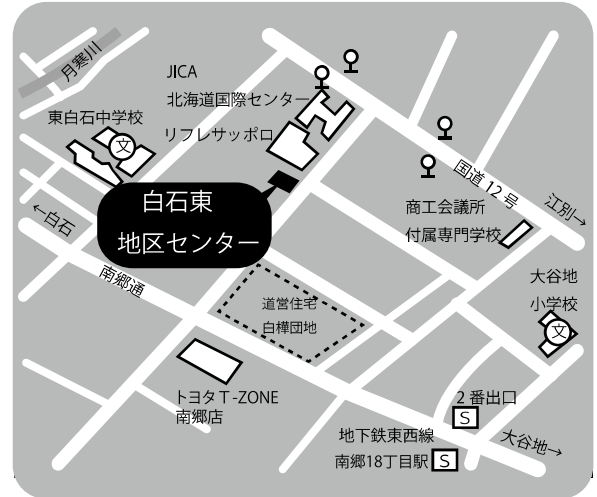 月寒川
JICA
北海道国際センター
東白石中学校
文
リフレサッポロ
国道12号
江別→
白石東
地区センター
←白石
商工会議所
付属専門学校
南郷通
大谷地
小学校
文
道営住宅
白樺団地
トヨタT-ZONE
南郷店
2番出口
S
地下鉄東西線
南郷18丁目駅
S
大谷地→